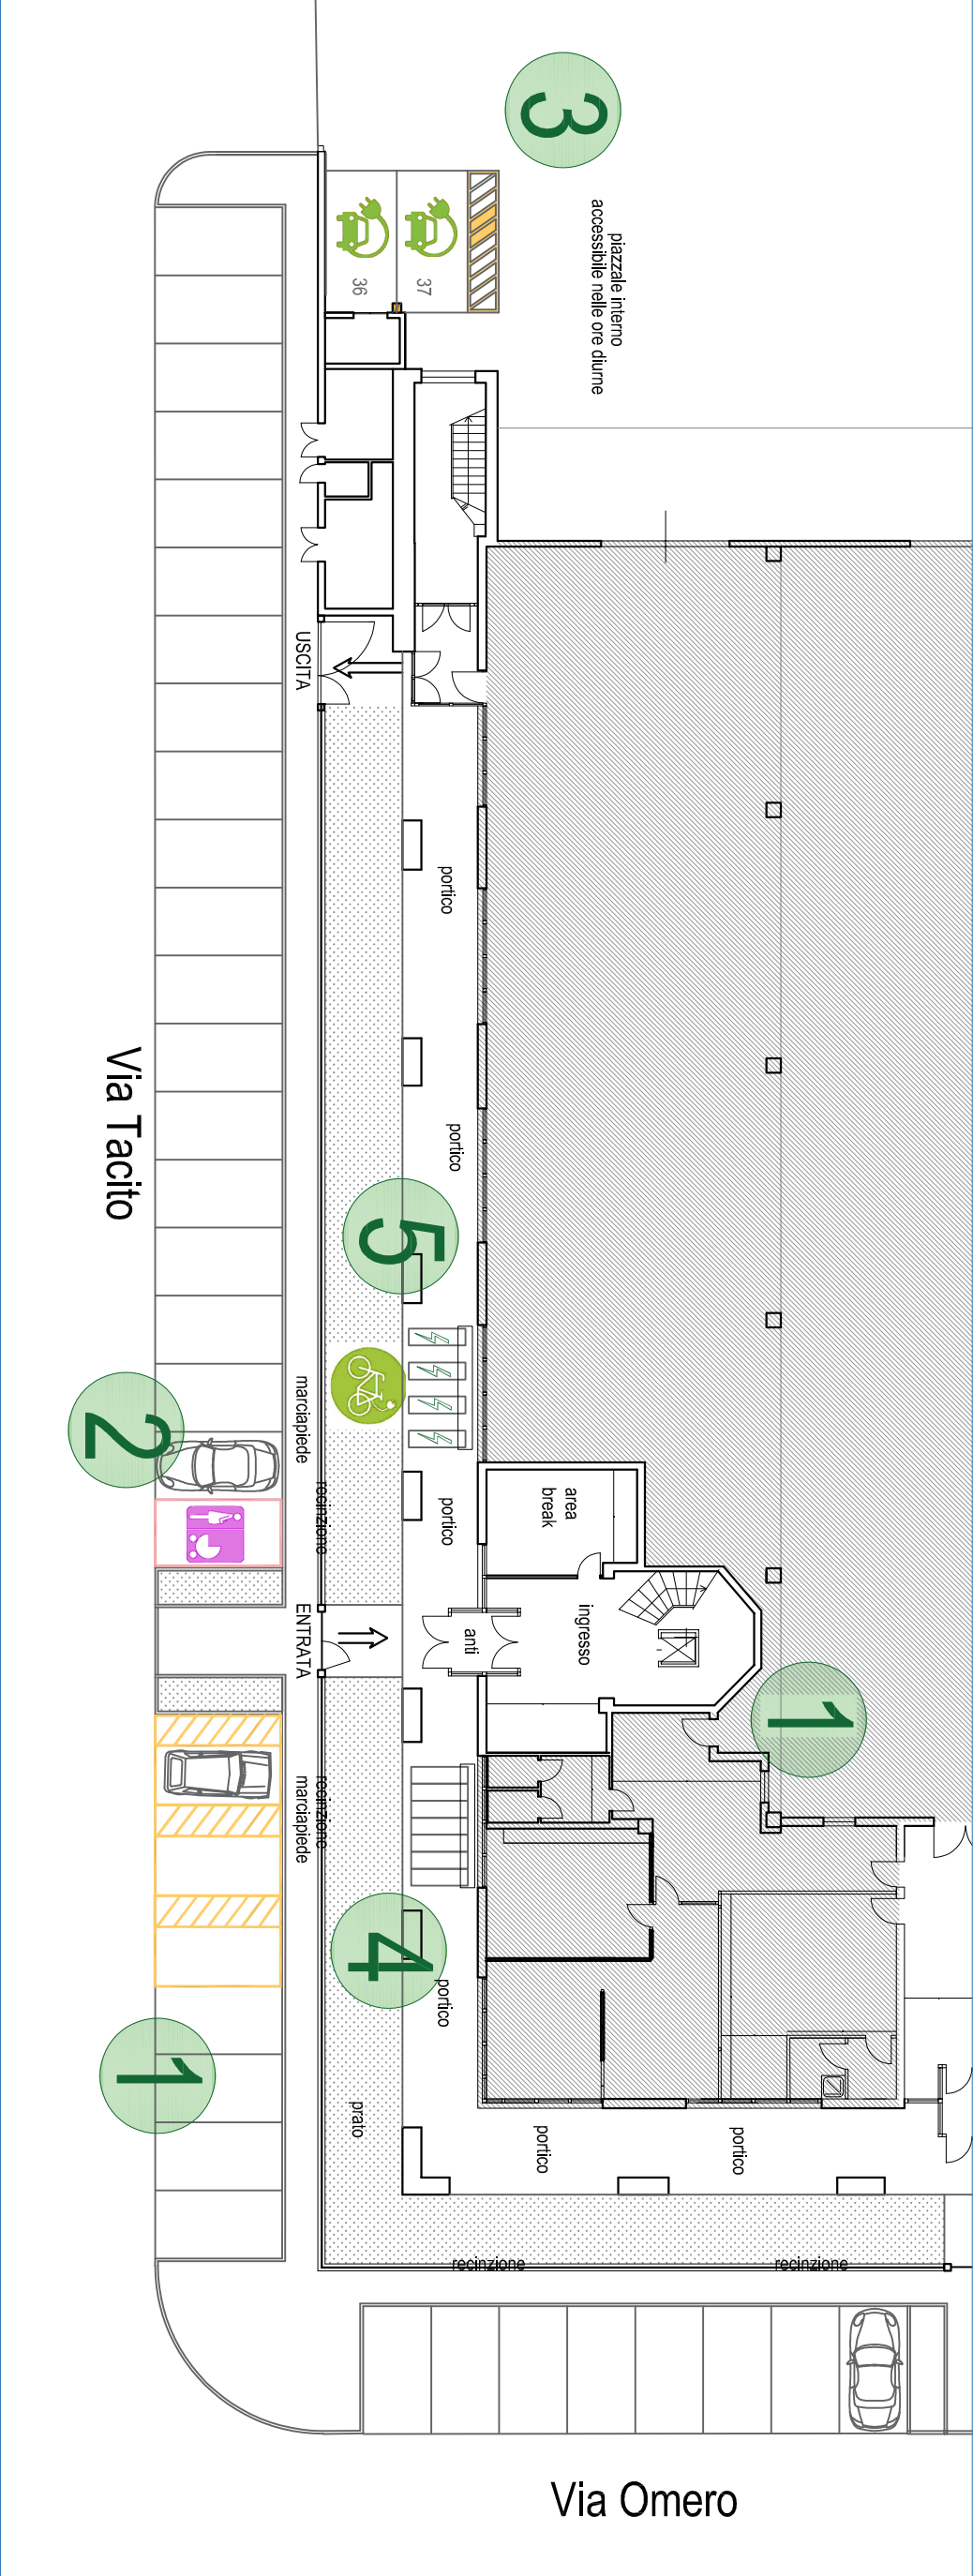 3
piazzale interno
accessibile nelle ore diurne
36
37
USCITA
portico
portico
Via Tacito
5
marciapiede
2
recinzione
portico
area
break
ENTRATA
anti
ingresso
1
recinzione
marciapiede
4
portico
1
prato
portico
portico
recinzione
recinzione
Via Omero